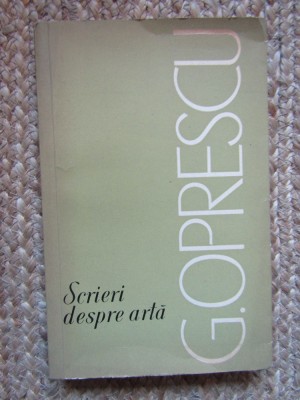 G. OPRESCU
Scrieri
despre artă